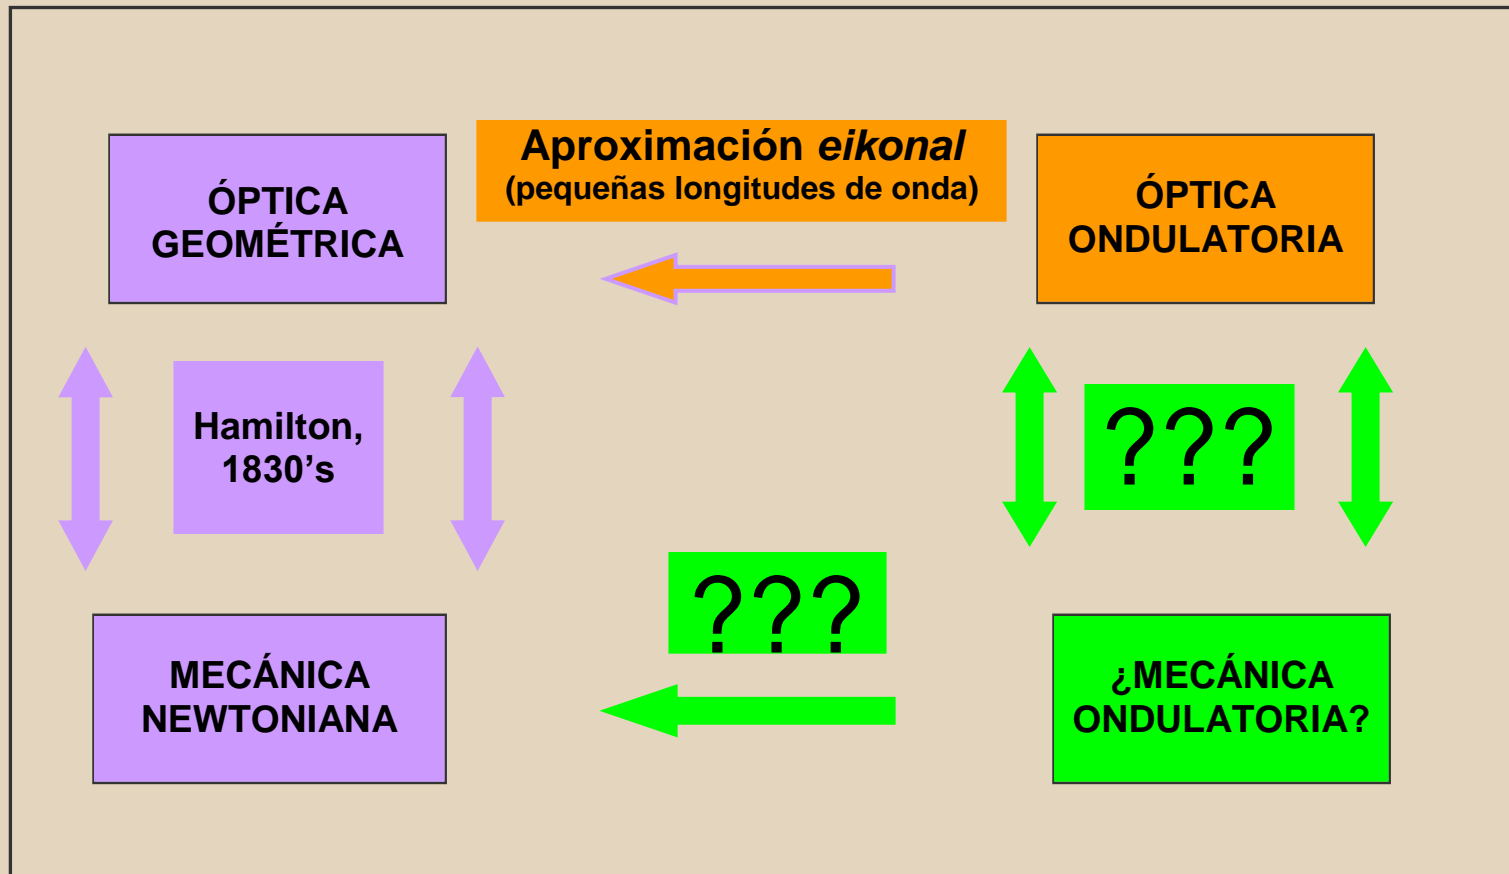 Aproximación eikonal
(pequeñas longitudes de onda)
ÓPTICA
GEOMÉTRICA
ÓPTICA
ONDULATORIA
Hamilton,
1830’s
???
???
MECÁNICA
NEWTONIANA
¿MECÁNICA
ONDULATORIA?